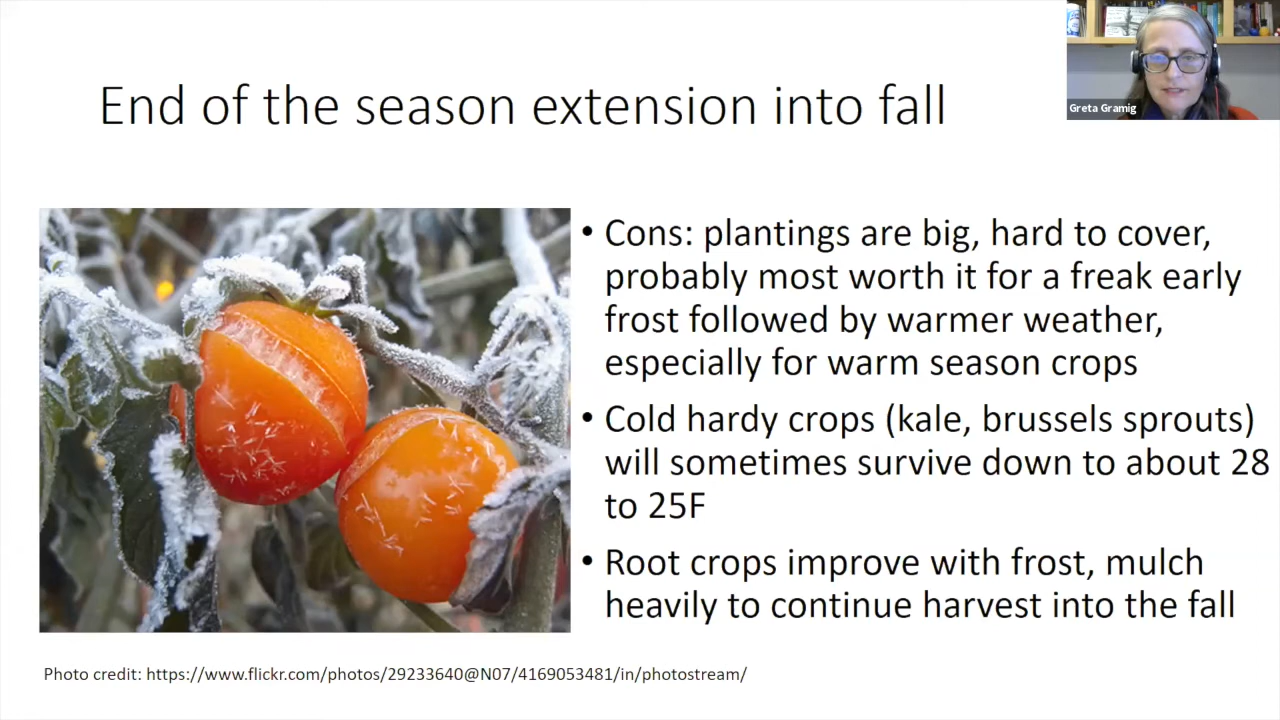 End of the season extension into fall
Greta Gramig
• Cons: plantings are big, hard to cover,
probably most worth it for a freak early
frost followed by warmer weather,
especially for warm season crops
• Cold hardy crops (kale, brussels sprouts)
will sometimes survive down to about 28
to 25F
• Root crops improve with frost, mulch
heavily to continue harvest into the fall
Photo credit: https://www.flickr.com/photos/29233640@N07/4169053481/in/photostream/